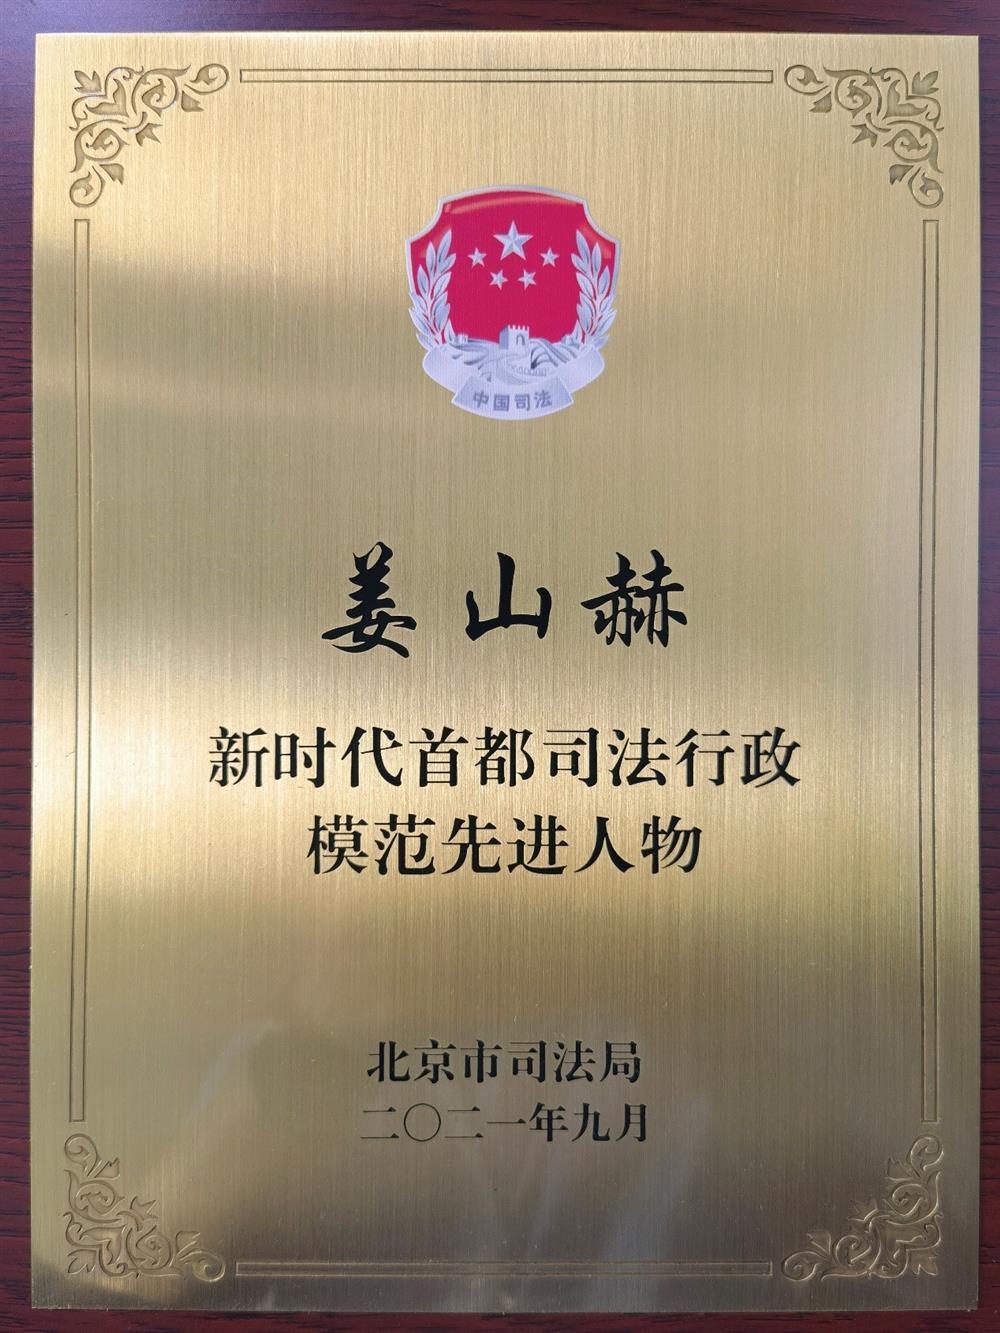 中国司法
姜山赫
新时代首都司法行政
模范先进人物
北京市司法局
二〇二一年九月